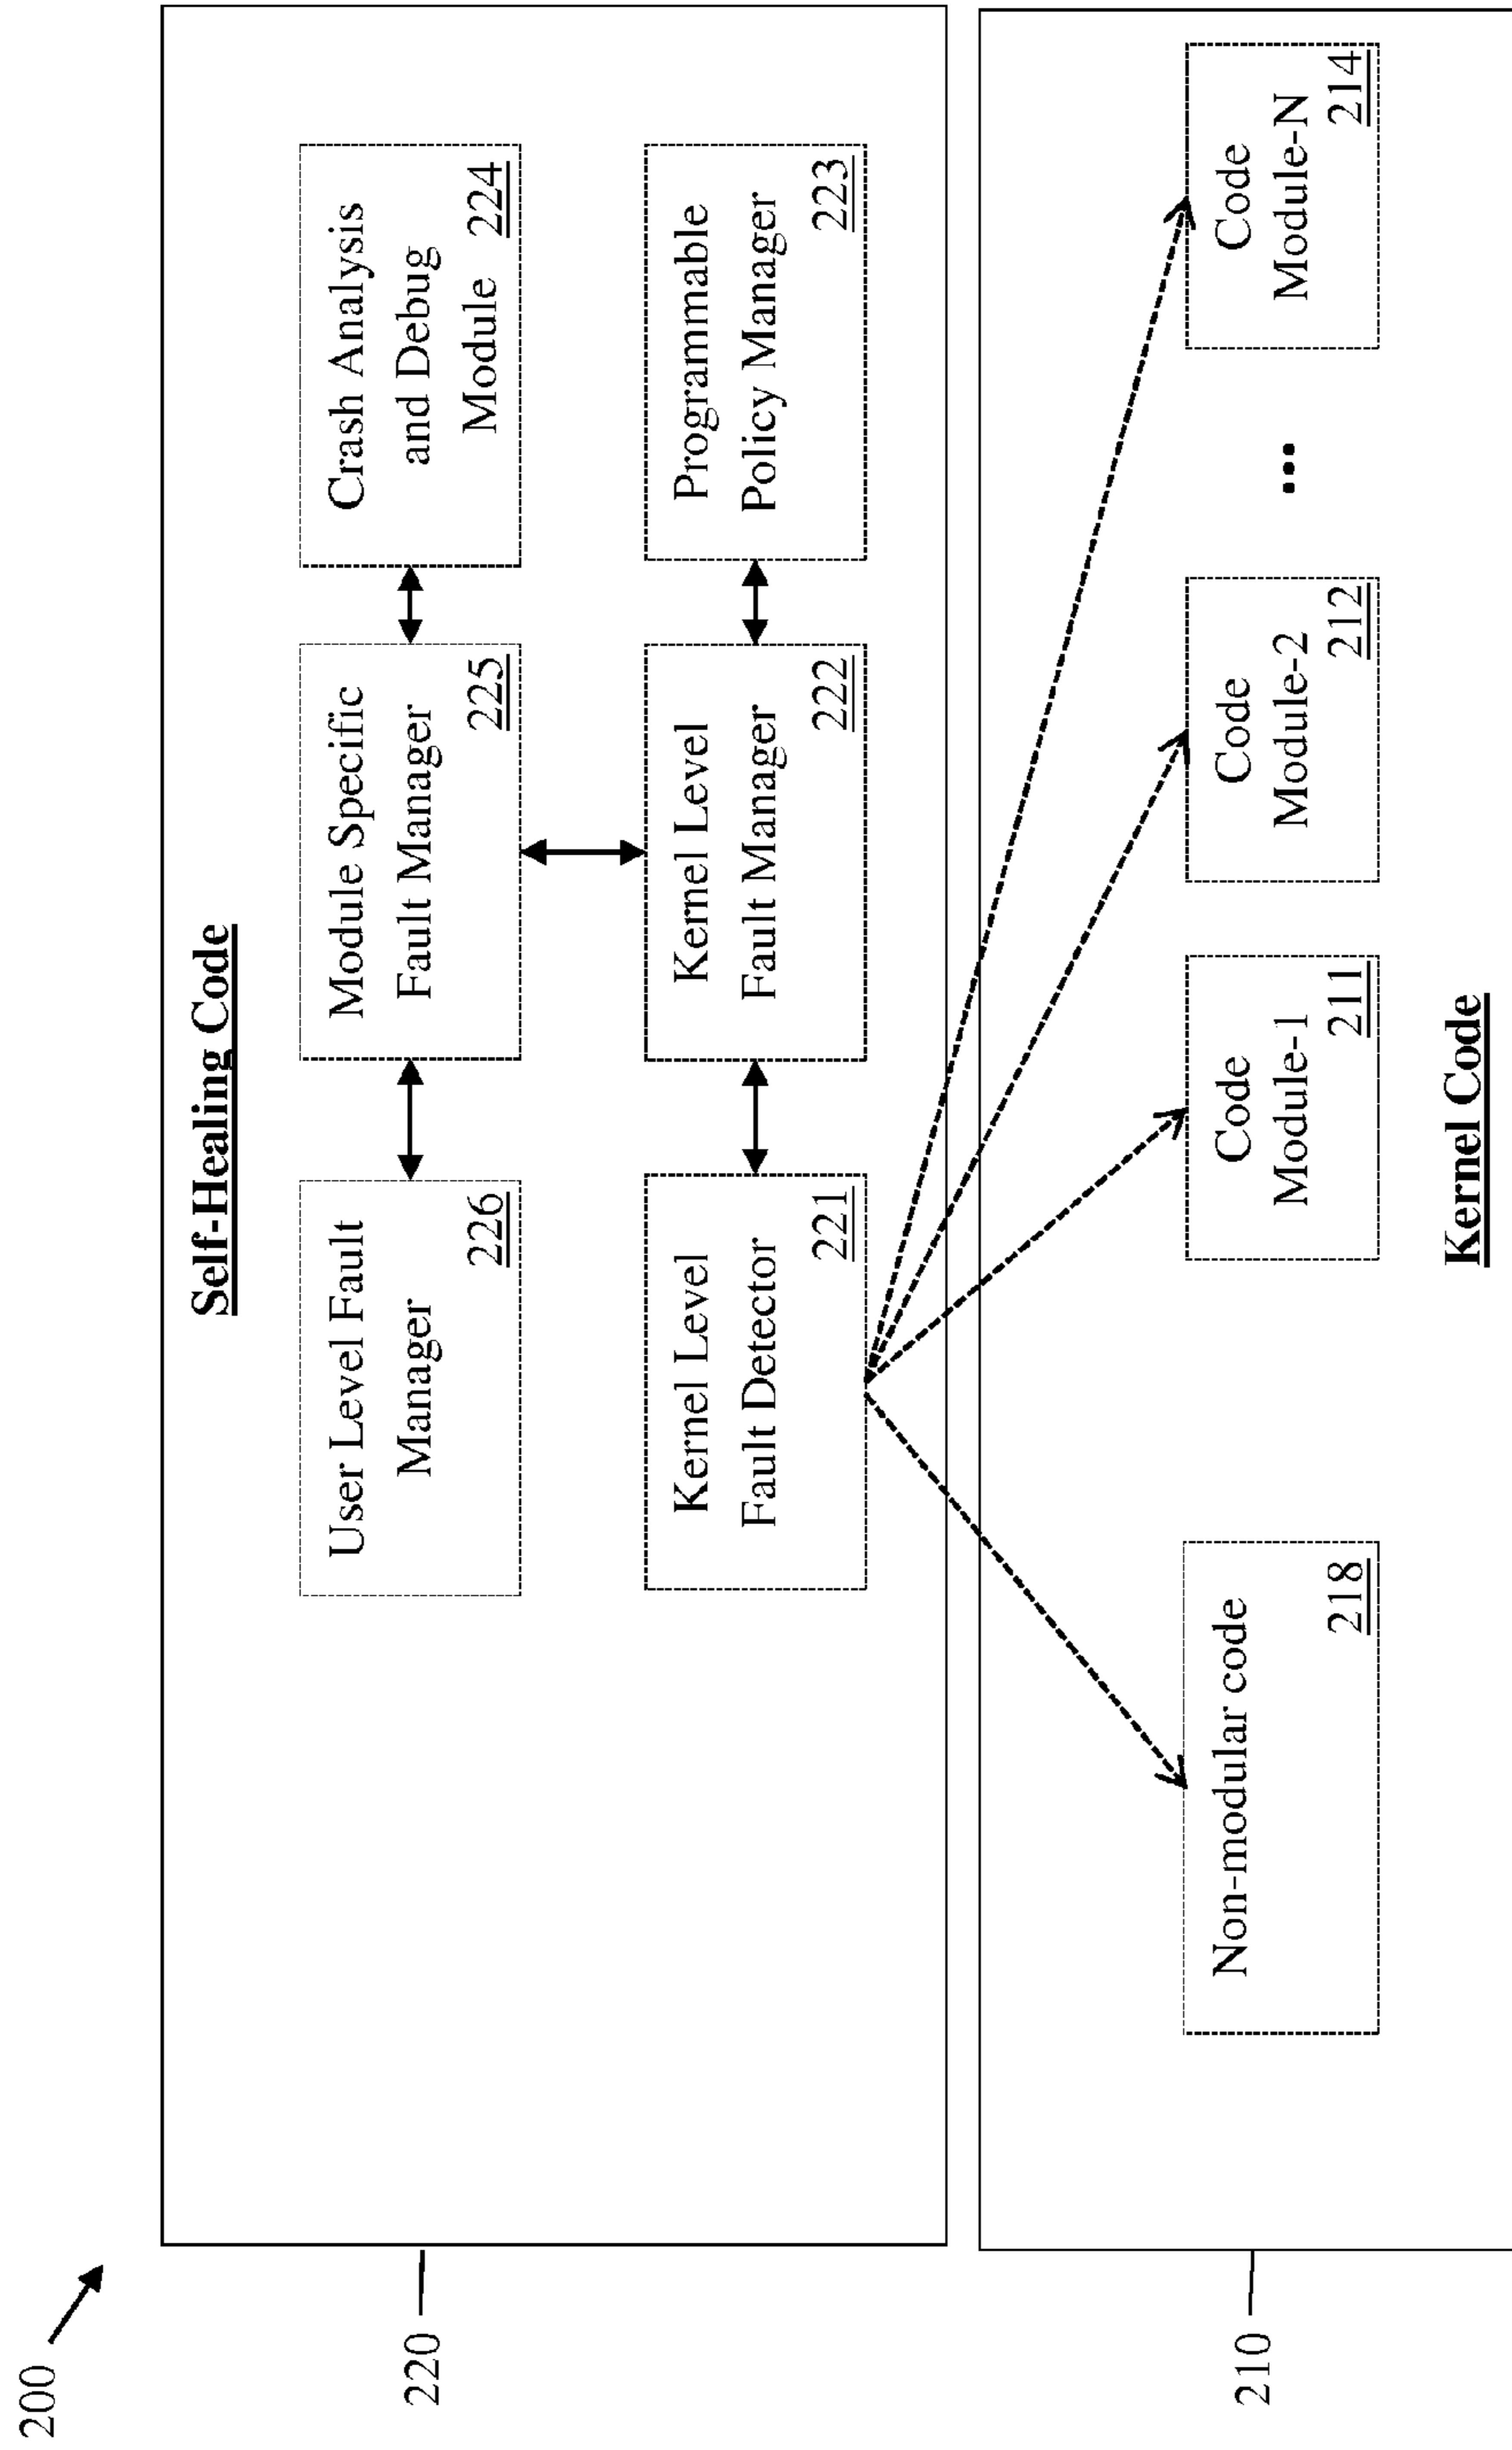 200
Self-Healing Code
220
User Level Fault
Manager
226
Module Specific
Fault Manager
225
Crash Analysis
and Debug
Module 224
Kernel Level
Fault Detector
221
Kernel Level
Fault Manager
222
Programmable
Policy Manager
223
210
Non-modular code
218
Code
Module-1
211
Code
Module-2
212
...
Code
Module-N
214
Kernel Code